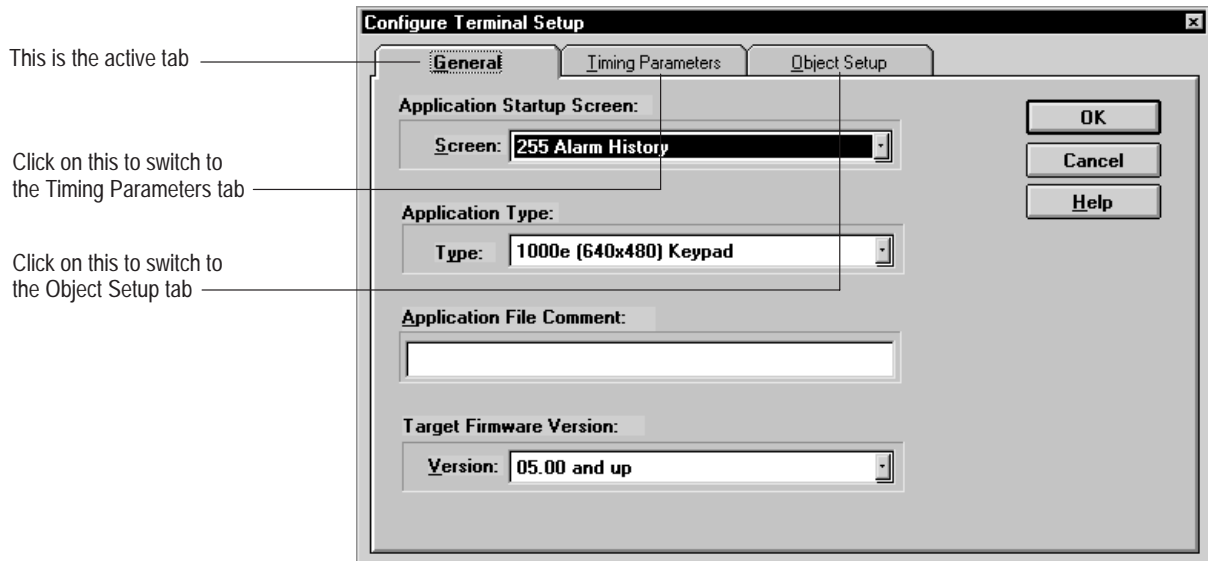 Configure Terminal Setup
This is the active tab
General
Timing Parameters
Object Setup
Application Startup Screen:
Screen: 255 Alarm History
OK
Cancel
Help
Click on this to switch to
the Timing Parameters tab
Application Type:
Type: 1000e (640x480) Keypad
Click on this to switch to
the Object Setup tab
Application File Comment:
Target Firmware Version:
Version: 05.00 and up